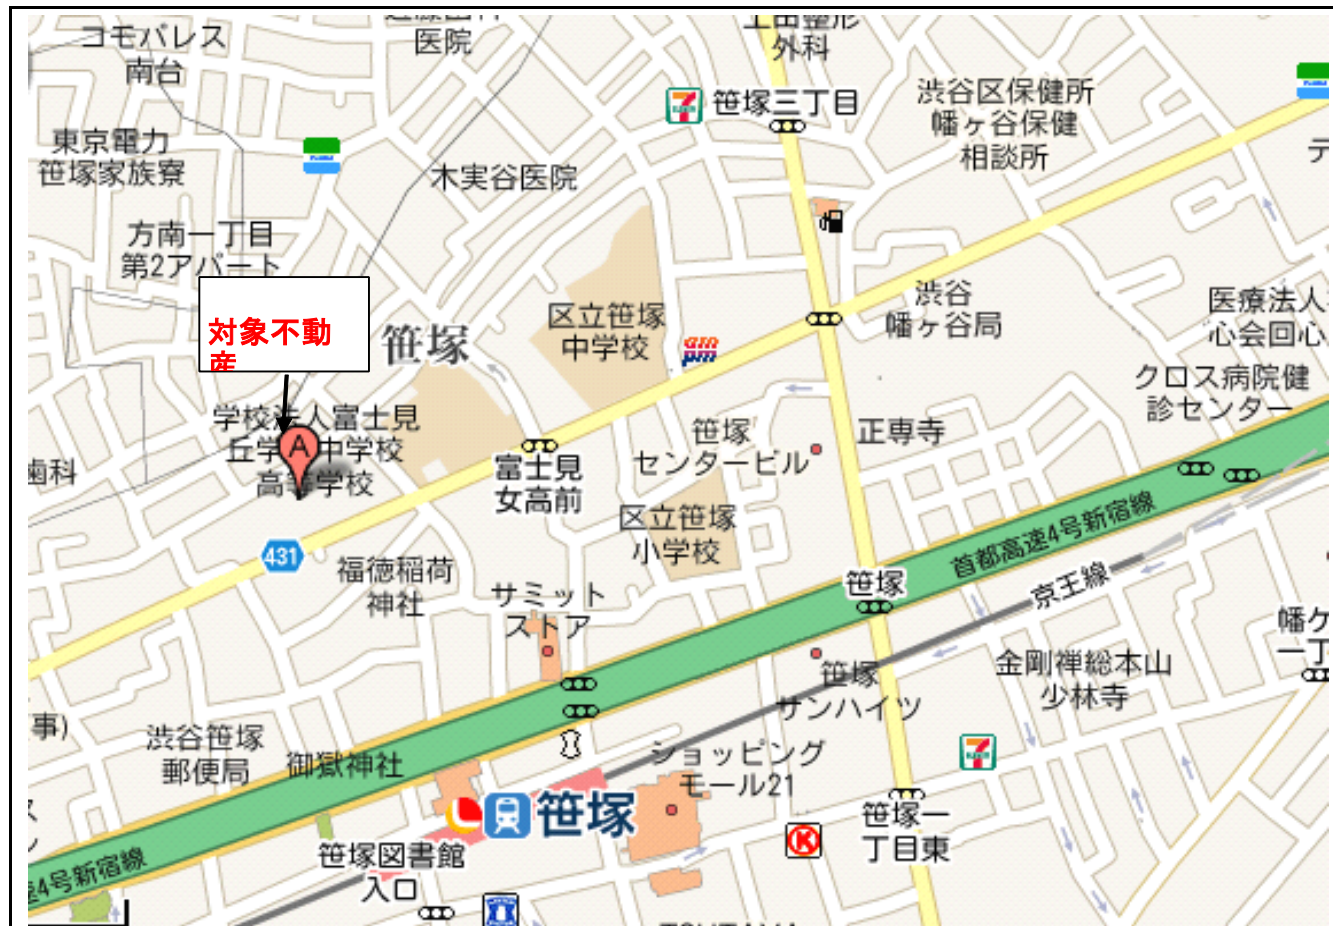 コモパレス
南台
医院
上田整形
外科
笹塚三丁目
渋谷区保健所
幡ヶ谷保健
相談所
東京電力
笹塚家族寮
木実谷医院
方南一丁目
第2アパート
対象不動
産
笹塚
区立笹塚
中学校
am
pm
渋谷
幡ヶ谷局
医療法人
心会回心
クロス病院健
診センター
学校法人富士見
丘学 中学校
高等学校
A
歯科
富士見
女高前
笹塚
センタービル
正専寺
区立笹塚
小学校
431
福徳稲荷
神社
サミット
ストア
笹塚
首都高速4号新宿線
京王線
幡ケ
一丁
笹塚
サンハイツ
金剛禅総本山
少林寺
事)
渋谷笹塚
郵便局
御嶽神社
ショッピング
モール21
笹塚
笹塚一
丁目東
K
笹塚図書館
入口
速4号新宿線